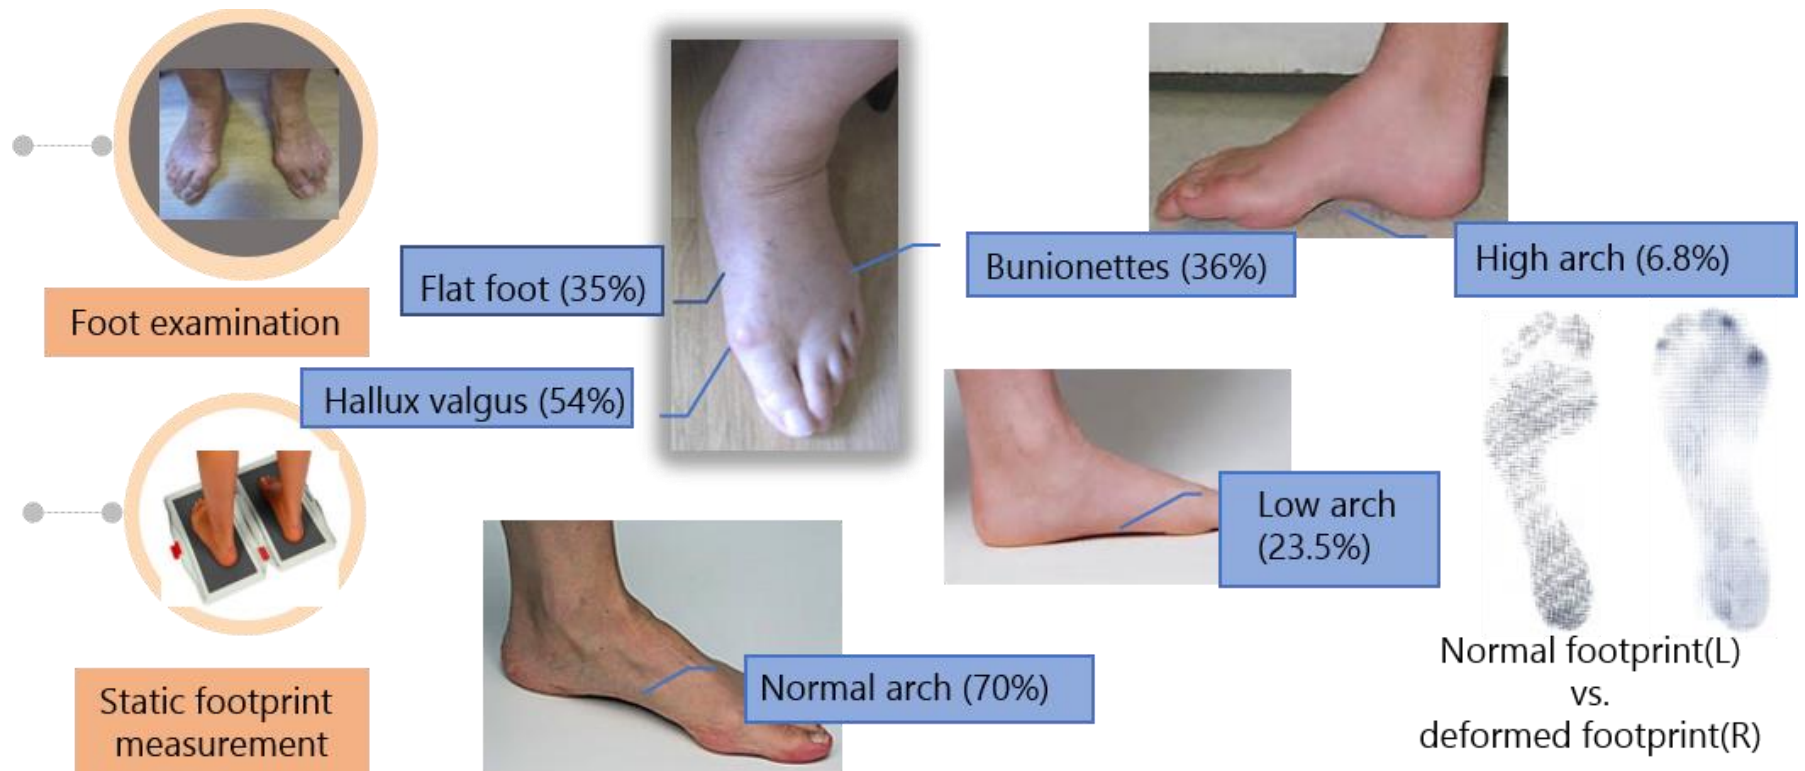 Foot examination
Flat foot (35%)
Hallux valgus (54%)
Bunionettes (36%)
High arch (6.8%)
Low arch
(23.5%)
Static footprint
measurement
Normal arch (70%)
Normal footprint(L)
vs.
deformed footprint(R)